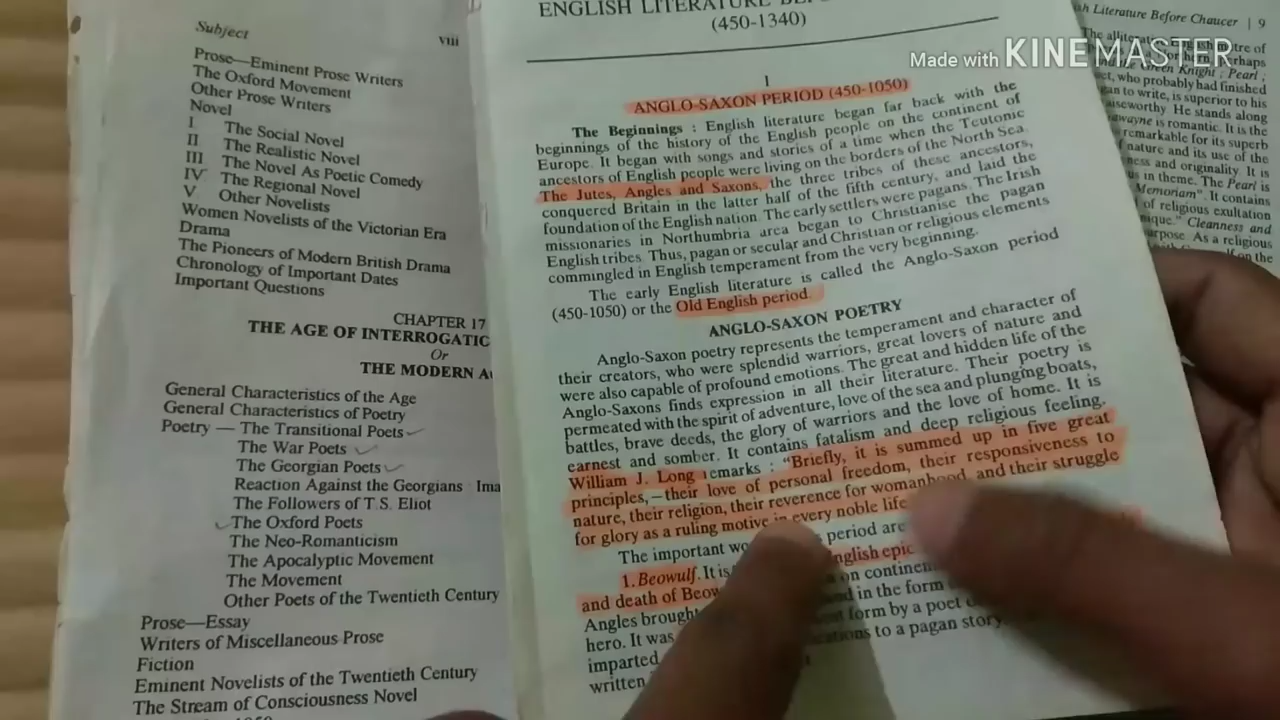 Subject
viii
Prose—Eminent Prose Writers
The Oxford Movement
Other Prose Writers
Novel
I The Social Novel
II The Realistic Novel
III The Novel As Poetic Comedy
IV The Regional Novel
V Other Novelists
Women Novelists of the Victorian Era
Drama
The Pioneers of Modern British Drama
Chronology of Important Dates
Important Questions
CHAPTER 17
THE AGE OF INTERROGATIC
Or
THE MODERN A
General Characteristics of the Age
General Characteristics of Poetry
Poetry — The Transitional Poets
The War Poets
The Georgian Poets
Reaction Against the Georgians Ima
The Followers of T.S. Eliot
The Oxford Poets
The Neo-Romanticism
The Apocalyptic Movement
The Movement
Other Poets of the Twentieth Century
Prose—Essay
Writers of Miscellaneous Prose
Fiction
Eminent Novelists of the Twentieth Century
The Stream of Consciousness Novel
ENGLISH LITERATURE
(450-1340)
I
ANGLO-SAXON PERIOD (450-1050)
The Beginnings : English literature began far back with the
beginnings of the history of the English people on the continent of
Europe. It began with songs and stories of a time when the Teutonic
ancestors of English people were living on the borders of the North Sea.
The Jutes, Angles and Saxons, the three tribes of these ancestors,
conquered Britain in the latter half of the fifth century, and laid the
foundation of the English nation. The early settlers were pagans. The Irish
missionaries in Northumbria area began to Christianise the pagan
English tribes. Thus, pagan or secular and Christian or religious elements
commingled in English temperament from the very beginning.
The early English literature is called the Anglo-Saxon period
(450-1050) or the Old English period.
ANGLO-SAXON POETRY
Anglo-Saxon poetry represents the temperament and character of
their creators, who were splendid warriors, great lovers of nature and
were also capable of profound emotions. The great and hidden life of the
Anglo-Saxons finds expression in all their literature. Their poetry is
permeated with the spirit of adventure, love of the sea and plunging boats,
battles, brave deeds, the glory of warriors and the love of home. It is
earnest and somber. It contains fatalism and deep religious feeling.
William J. Long remarks : “Briefly, it is summed up in five great
principles,—their love of personal freedom, their responsiveness to
nature, their religion, their reverence for womanhood, and their struggle
for glory as a ruling motive in every noble life
The important period are
1. Beowulf. It is English epic
and death of Beow on
Angles brought in the form
hero. It was form by a poet
imparted to a pagan story
written
Literature Before Chaucer | 9
Green Knight, Pearl,
who probably had finished
to write, is superior to his
He stands along
is romantic. It is the
remarkable for its superb
nature and its use of the
and originality. It is
in theme. The Pearl is
Memoriam”. It contains
of religious exultation
Cleanness and
As a religious
on the
Made with KINEMASTER